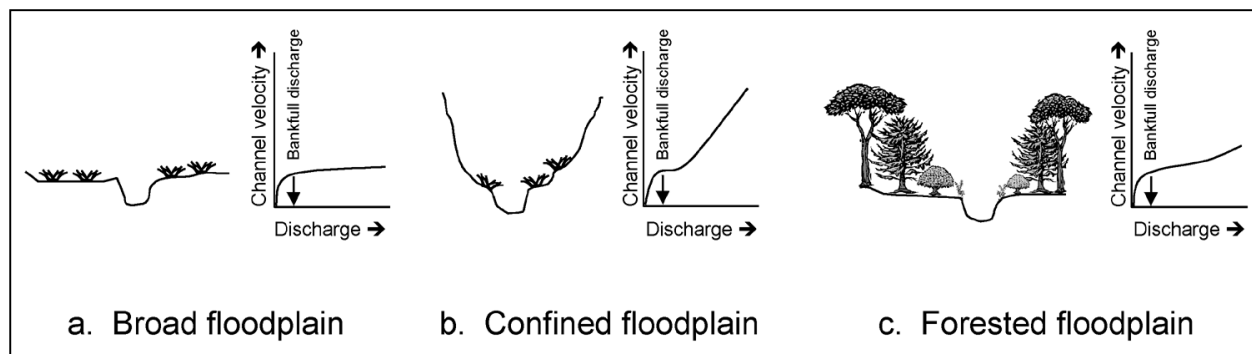 Channel velocity 🡩
Bankfull discharge
Discharge 🡪
a. Broad floodplain
Channel velocity 🡩
Bankfull discharge
Discharge 🡪
b. Confined floodplain
Channel velocity 🡩
Bankfull discharge
Discharge 🡪
c. Forested floodplain